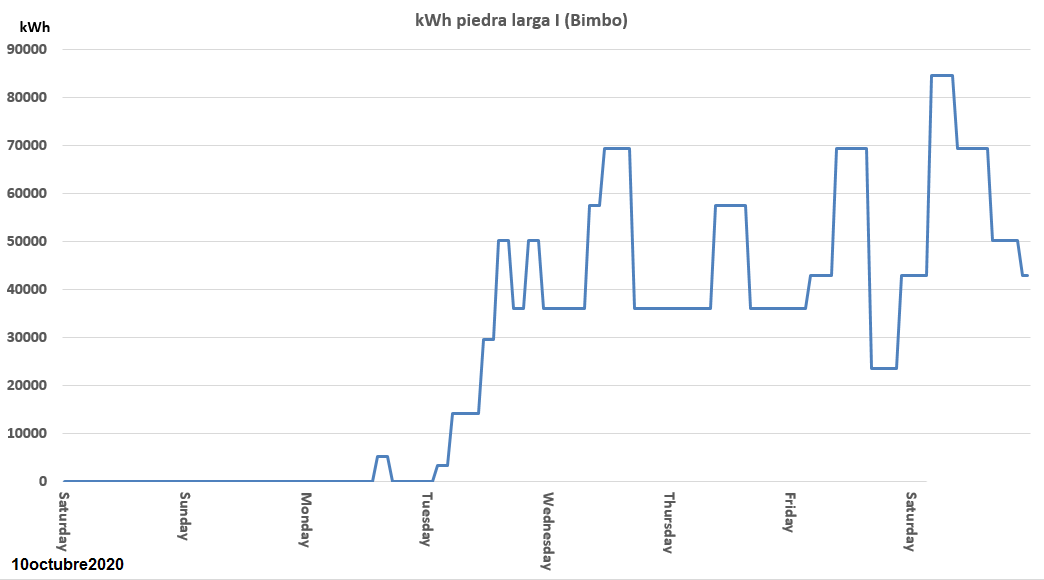 kWh piedra larga I (Bimbo)
kWh
90000
80000
70000
60000
50000
40000
30000
20000
10000
0
Saturday
Sunday
Monday
Tuesday
Wednesday
Thursday
Friday
Saturday
10octubre2020